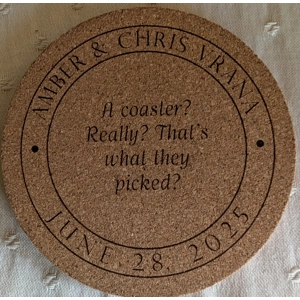 AMBER & CHRIS VRANA
A coaster?
Really? That's
what they
picked?
JUNE. 28. 2025